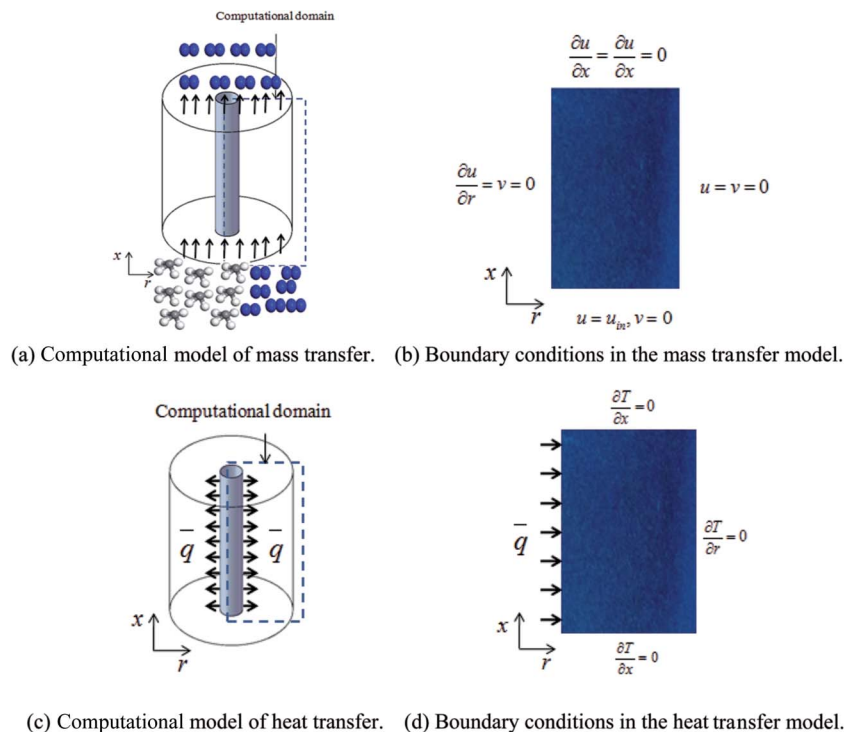 Computational domain
∂u/∂x = ∂u/∂x = 0
∂u/∂r = v = 0
u = v = 0
x
r
x
r
u = u_in, v = 0
(a) Computational model of mass transfer.
(b) Boundary conditions in the mass transfer model.
Computational domain
q̄
q̄
x
r
∂T/∂x = 0
q̄
∂T/∂r = 0
x
r
∂T/∂x = 0
(c) Computational model of heat transfer.
(d) Boundary conditions in the heat transfer model.